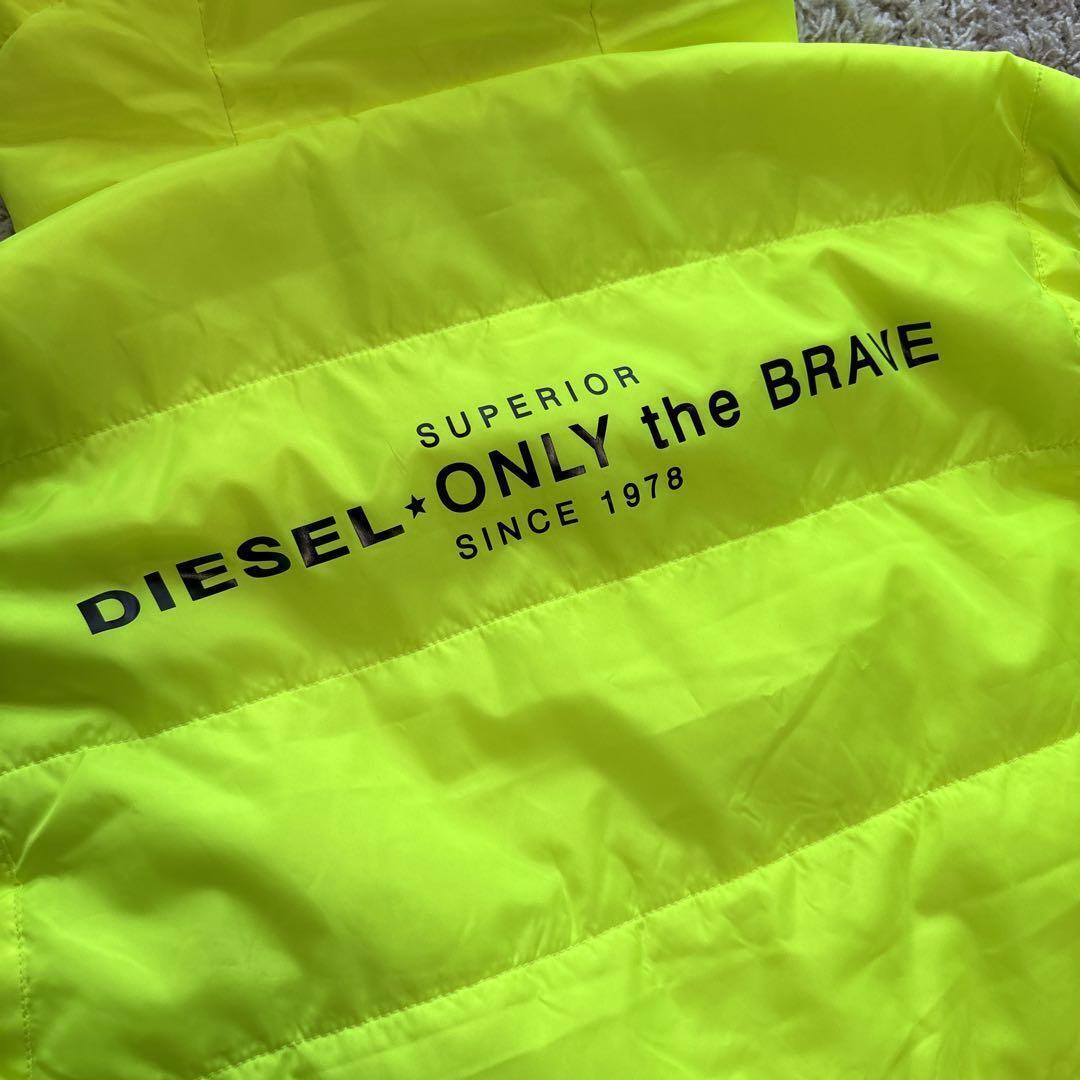 SUPERIOR
DIESEL★ONLY the BRAVE
SINCE 1978